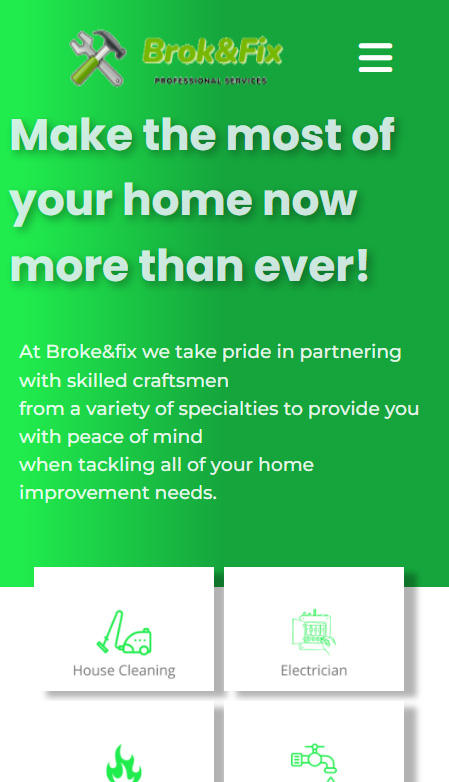 Brok&Fix
PROFESSIONAL SERVICES
Make the most of
your home now
more than ever!
At Broke&fix we take pride in partnering
with skilled craftsmen
from a variety of specialties to provide you
with peace of mind
when tackling all of your home
improvement needs.
House Cleaning
Electrician